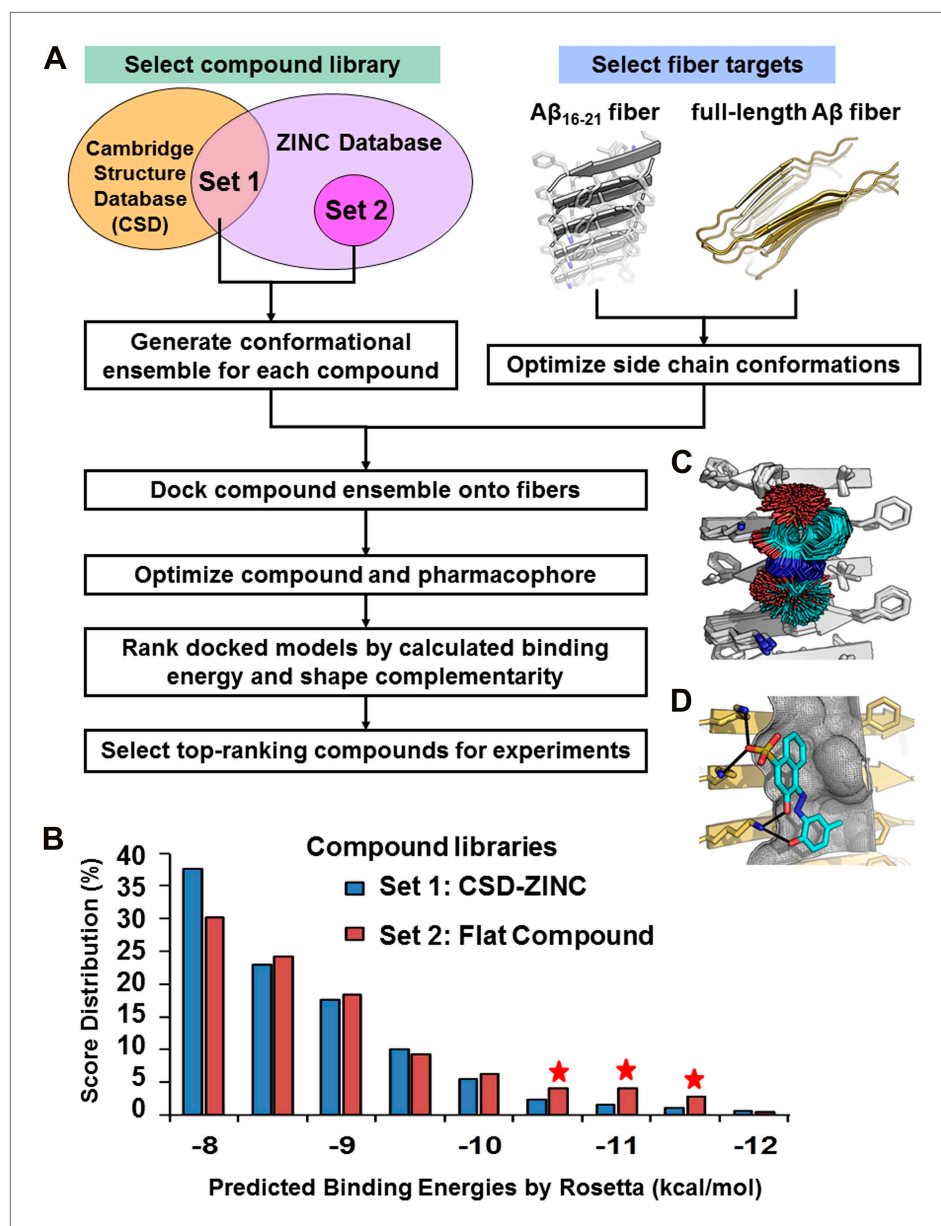 A
Select compound library
Select fiber targets
Aβ16-21 fiber
full-length Aβ fiber
Cambridge
Structure
Database
(CSD)
Set 1
ZINC Database
Set 2
Generate conformational
ensemble for each compound
Optimize side chain conformations
Dock compound ensemble onto fibers
Optimize compound and pharmacophore
Rank docked models by calculated binding
energy and shape complementarity
Select top-ranking compounds for experiments
C
D
B
Compound libraries
Set 1: CSD-ZINC
Set 2: Flat Compound
Score Distribution (%)
40
35
30
25
20
15
10
5
0
-8
-9
-10
-11
-12
Predicted Binding Energies by Rosetta (kcal/mol)